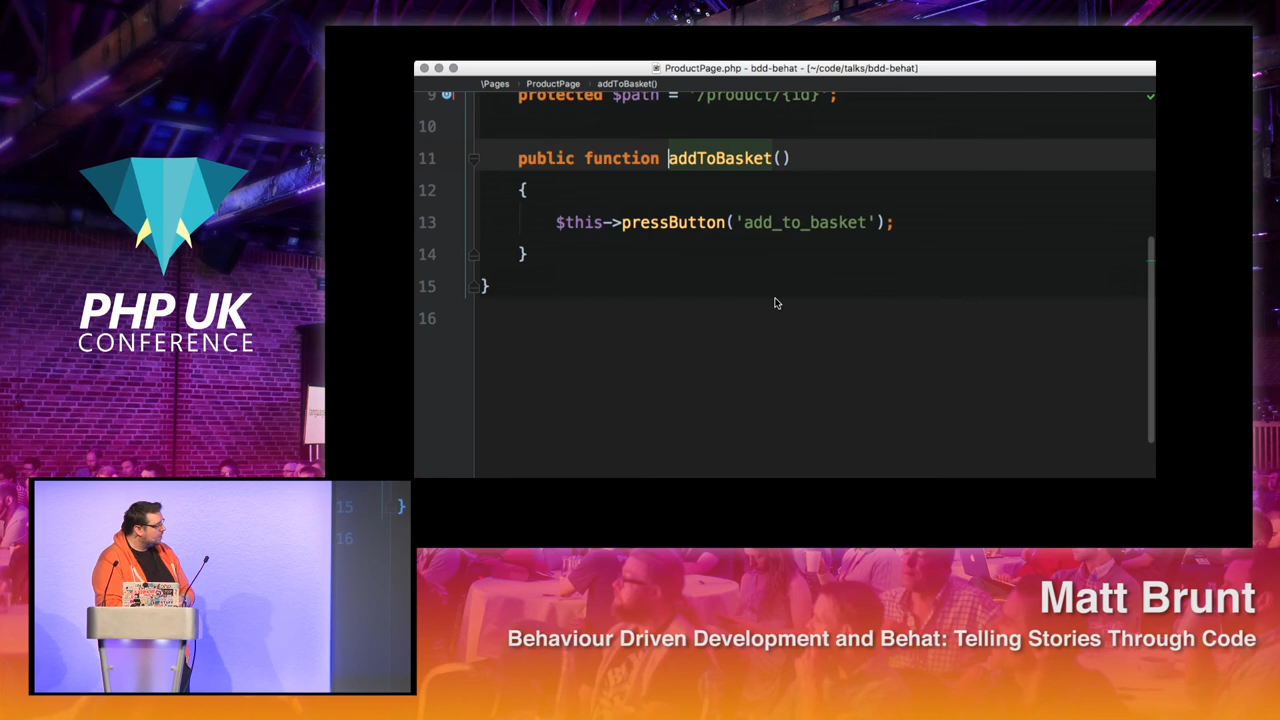 ProductPage.php - bdd-behat - [~/code/talks/bdd-behat]
\Pages ProductPage addToBasket()
9 protected $path = '/product/{id}';
10
11 public function addToBasket()
12 {
13 $this->pressButton('add_to_basket');
14 }
15 }
16
PHP UK
CONFERENCE
15 }
16
Matt Brunt
Behaviour Driven Development and Behat: Telling Stories Through Code